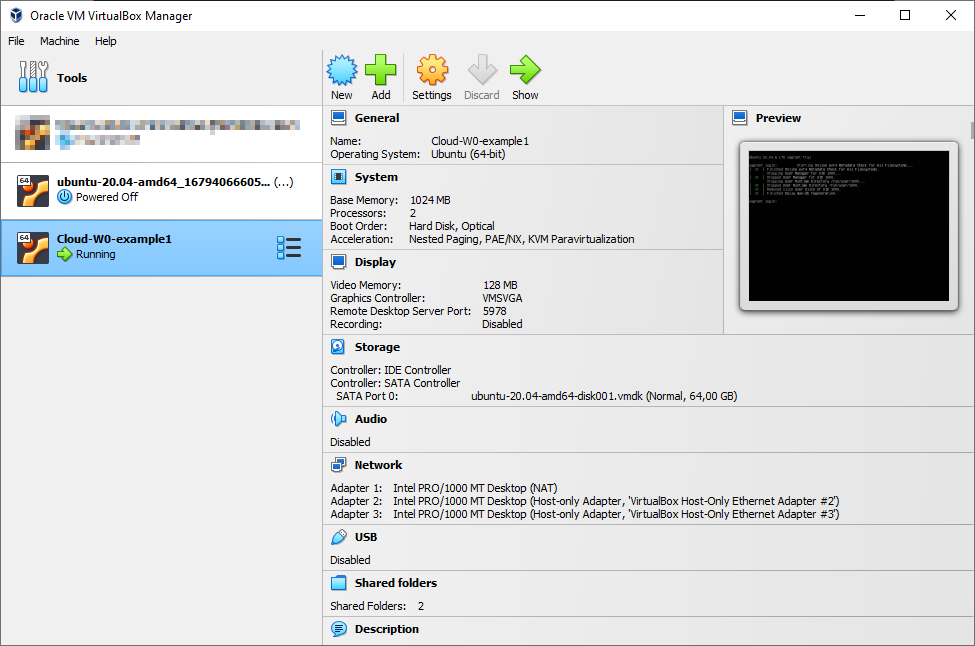 Oracle VM VirtualBox Manager
File Machine Help
Tools
New Add Settings Discard Show
64
ubuntu-20.04-amd64_16794066605... (...)
Powered Off
64
Cloud-W0-example1
Running
General
Name: Cloud-W0-example1
Operating System: Ubuntu (64-bit)
System
Base Memory: 1024 MB
Processors: 2
Boot Order: Hard Disk, Optical
Acceleration: Nested Paging, PAE/NX, KVM Paravirtualization
Display
Video Memory: 128 MB
Graphics Controller: VMSVGA
Remote Desktop Server Port: 5978
Recording: Disabled
Preview
Storage
Controller: IDE Controller
Controller: SATA Controller
SATA Port 0: ubuntu-20.04-amd64-disk001.vmdk (Normal, 64,00 GB)
Audio
Disabled
Network
Adapter 1: Intel PRO/1000 MT Desktop (NAT)
Adapter 2: Intel PRO/1000 MT Desktop (Host-only Adapter, 'VirtualBox Host-Only Ethernet Adapter #2')
Adapter 3: Intel PRO/1000 MT Desktop (Host-only Adapter, 'VirtualBox Host-Only Ethernet Adapter #3')
USB
Disabled
Shared folders
Shared Folders: 2
Description